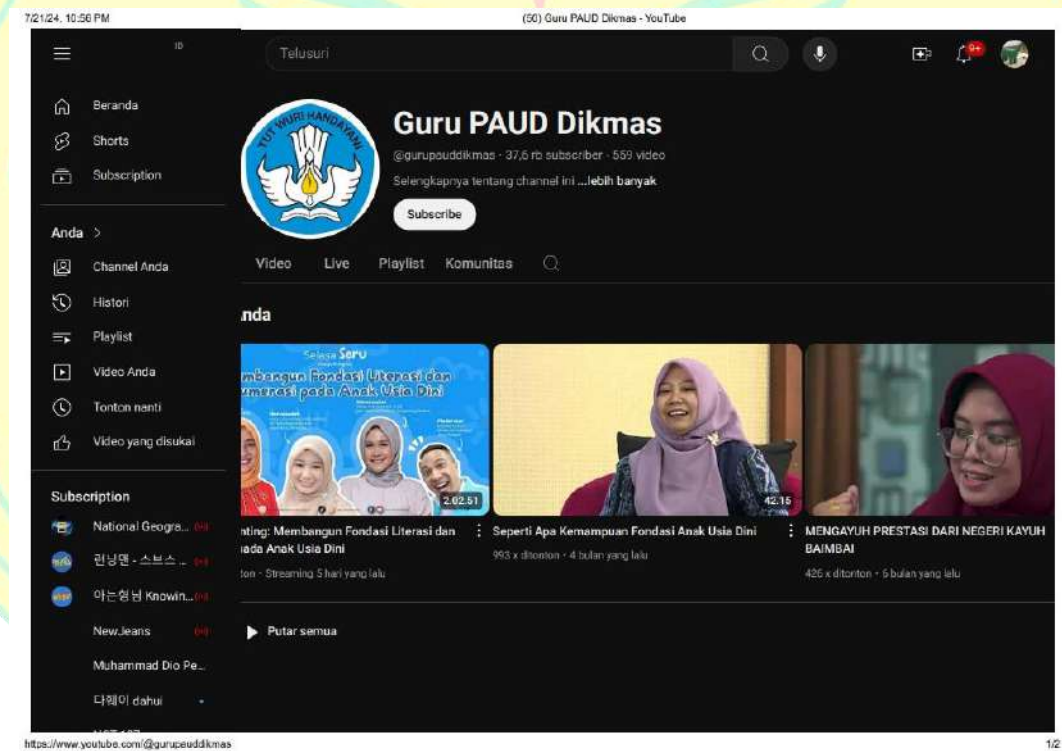 7/21/24, 10:56 PM
(50) Guru PAUD Dikmas - YouTube
ID
Telusuri
9+
Beranda
Shorts
Subscription
Anda >
Channel Anda
Histori
Playlist
Video Anda
Tonton nanti
Video yang disukai
Subscription
National Geogra...
런닝맨 - 스브스 ...
아는형님 Knowin...
NewJeans
Muhammad Dio Pe...
다훼이 dahui
TUT WURI HANDAYANI
Guru PAUD Dikmas
@gurupauddikmas · 37,6 rb subscriber · 559 video
Selengkapnya tentang channel ini ...lebih banyak
Subscribe
Video Live Playlist Komunitas
nda
Selasa Seru
mbangun Fondasi Literasi dan
umerasi pada Anak Usia Dini
2.02.51
nting: Membangun Fondasi Literasi dan
ada Anak Usia Dini
ton · Streaming 5 hari yang lalu
42.15
Seperti Apa Kemampuan Fondasi Anak Usia Dini
993 x ditonton · 4 bulan yang lalu
MENGAYUH PRESTASI DARI NEGERI KAYUH
BAIMBAI
426 x ditonton · 6 bulan yang lalu
Putar semua
https://www.youtube.com/@gurupauddikmas
1/2